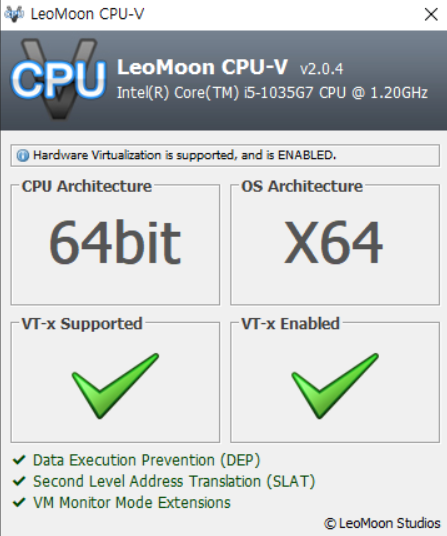 LeoMoon CPU-V
CPU
LeoMoon CPU-V v2.0.4
Intel(R) Core(TM) i5-1035G7 CPU @ 1.20GHz
Hardware Virtualization is supported, and is ENABLED.
CPU Architecture
64bit
OS Architecture
X64
VT-x Supported
VT-x Enabled
Data Execution Prevention (DEP)
Second Level Address Translation (SLAT)
VM Monitor Mode Extensions
© LeoMoon Studios